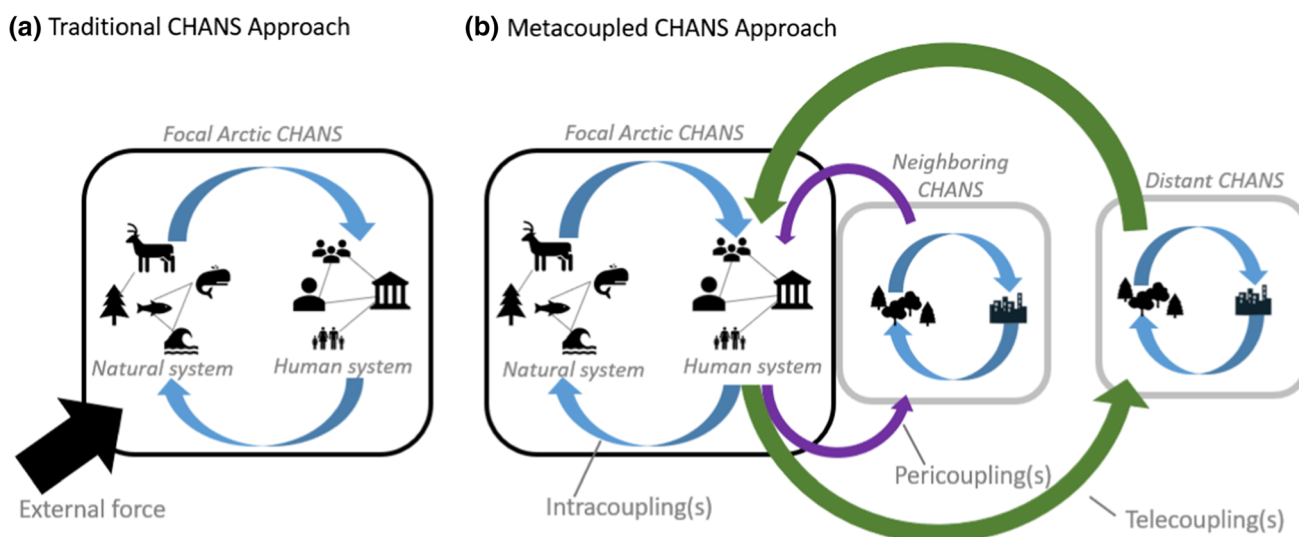 (a) Traditional CHANS Approach
(b) Metacoupled CHANS Approach
Focal Arctic CHANS
Natural system
Human system
External force
Focal Arctic CHANS
Neighboring
CHANS
Distant CHANS
Natural system
Human system
Intracoupling(s)
Pericoupling(s)
Telecoupling(s)